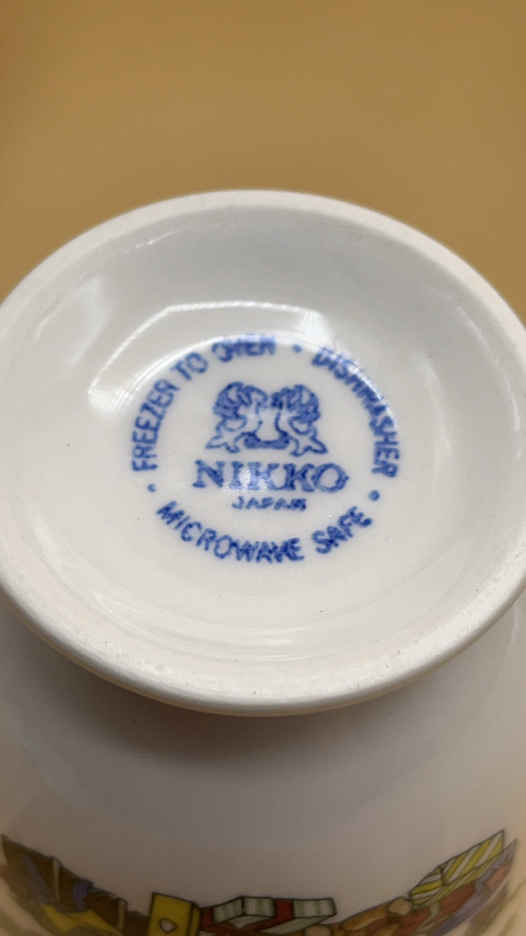 FREEZER TO OVEN • DISHWASHER •
MICROWAVE SAFE •
NIKKO
JAPAN